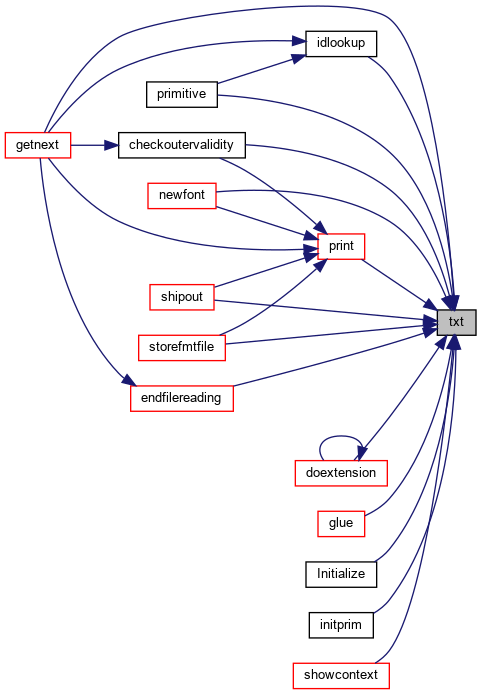 idlookup
primitive
getnext
checkoutervalidity
newfont
print
shipout
txt
storefmtfile
endfilereading
doextension
glue
Initialize
initprim
showcontext